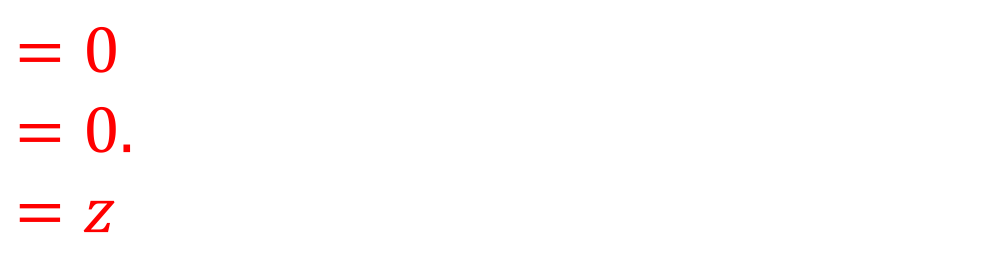 = 0
= 0.
= z